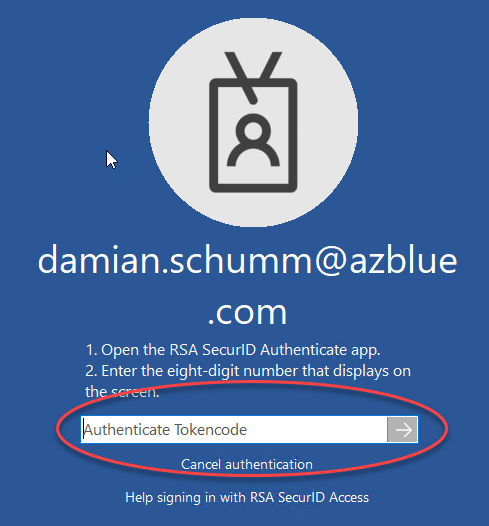 damian.schumm@azblue
.com
1. Open the RSA SecurID Authenticate app.
2. Enter the eight-digit number that displays on
the screen.
Authenticate Tokencode
Cancel authentication
Help signing in with RSA SecurID Access